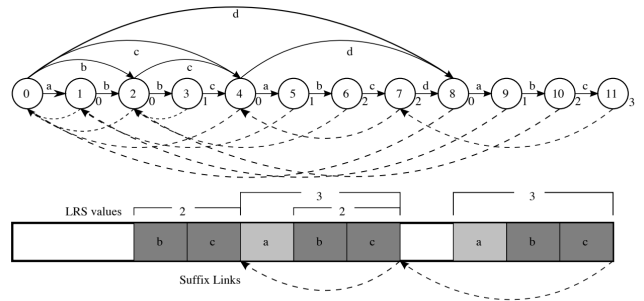 d
c d
b c
0 a 1 b 2 b 3 c 4 a 5 b 6 c 7 d 8 a 9 b 10 c 11
0 0 1 0 1 2 2 0 1 2 3
3 3
LRS values 2 2
b c a b c a b c
Suffix Links